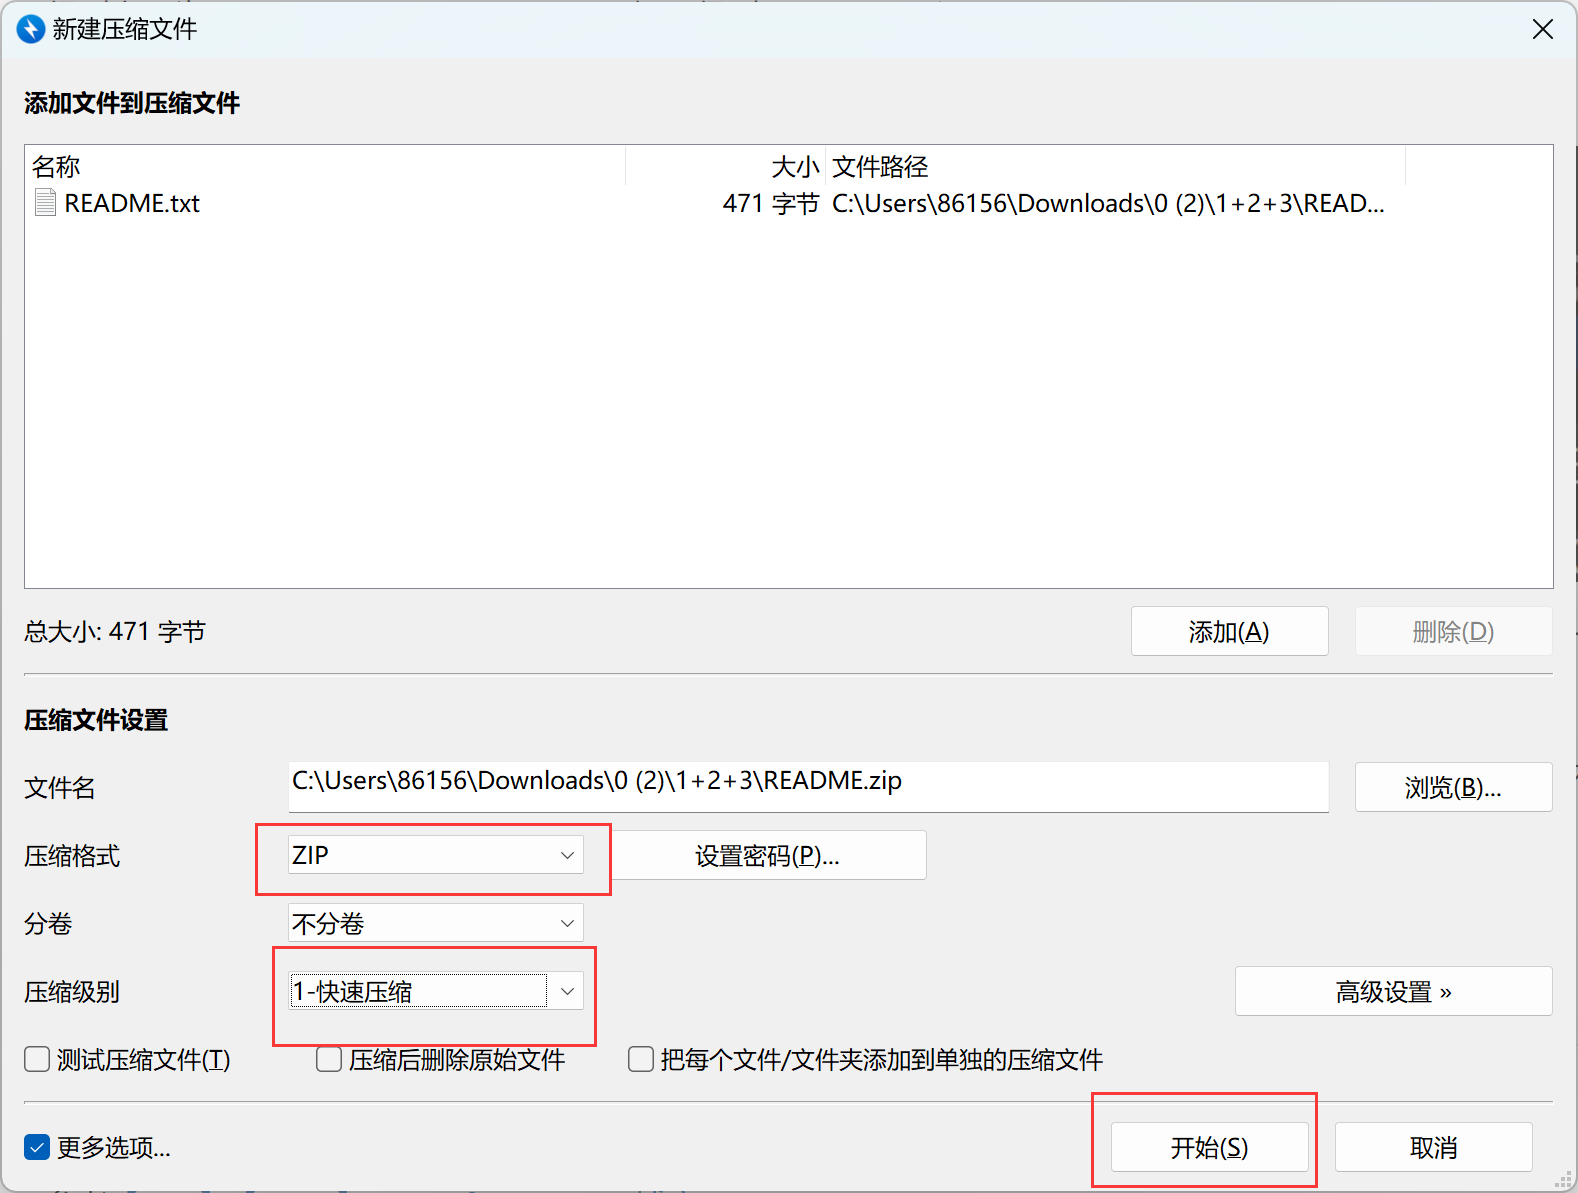 新建压缩文件
添加文件到压缩文件
名称 大小 文件路径
README.txt 471 字节 C:\Users\86156\Downloads\0 (2)\1+2+3\READ...
总大小: 471 字节 添加(A) 删除(D)
压缩文件设置
文件名 C:\Users\86156\Downloads\0 (2)\1+2+3\README.zip 浏览(B)...
压缩格式 ZIP 设置密码(P)...
分卷 不分卷
压缩级别 1-快速压缩 高级设置 »
测试压缩文件(T) 压缩后删除原始文件 把每个文件/文件夹添加到单独的压缩文件
更多选项... 开始(S) 取消